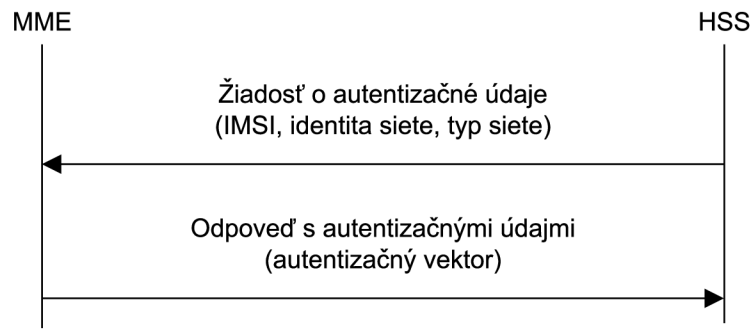 MME
HSS
Žiadosť o autentizačné údaje
(IMSI, identita siete, typ siete)
Odpoveď s autentizačnými údajmi
(autentizačný vektor)